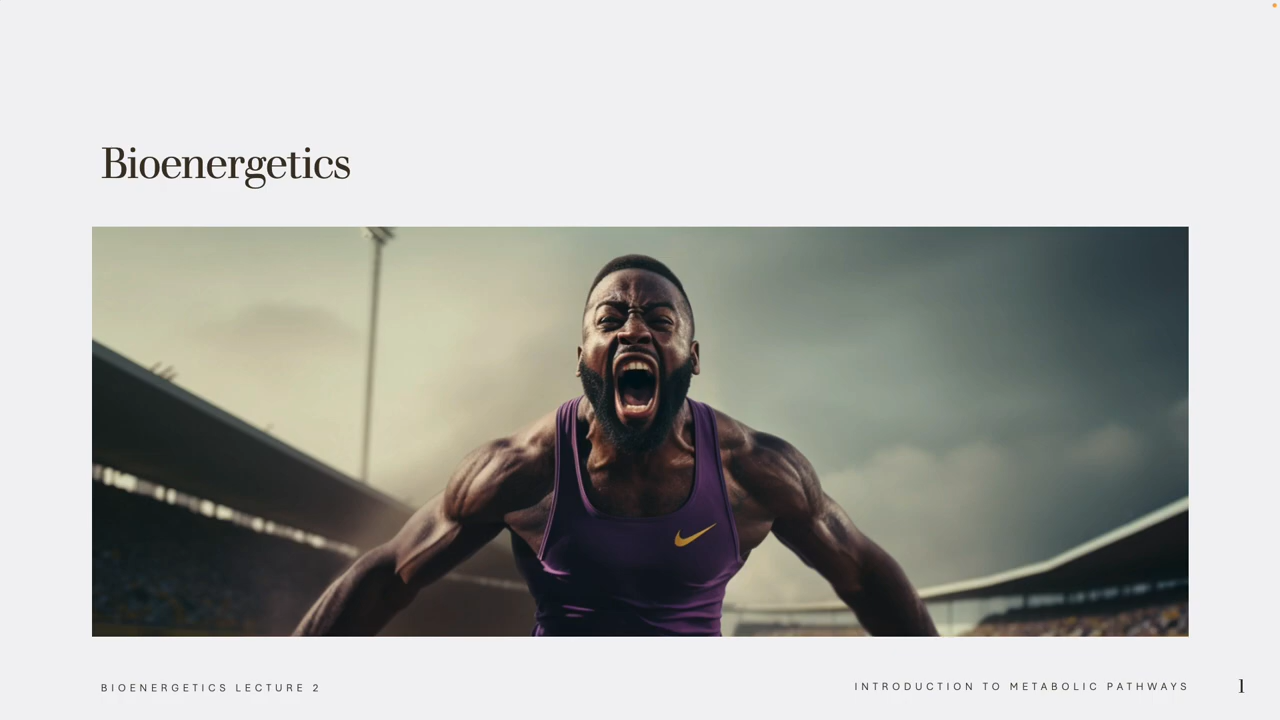 Bioenergetics
BIOENERGETICS LECTURE 2
INTRODUCTION TO METABOLIC PATHWAYS
1